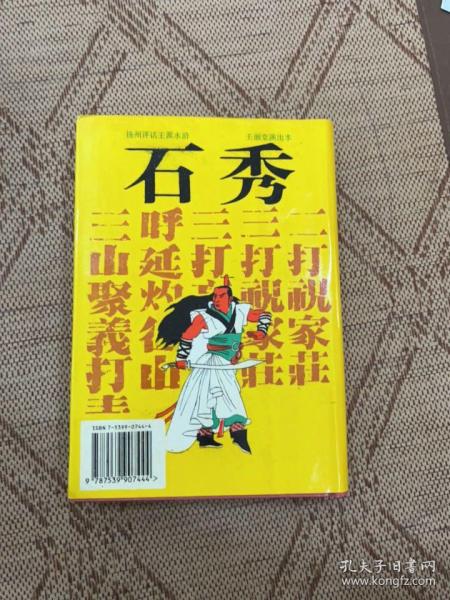 扬州评话王派水浒
王丽堂演出本
石秀
二打祝家莊
三打祝家莊
三打
呼延灼 山
三山聚義打
ISBN 7-5399-0744-4
9 787539 907444 >
孔夫子旧书网
www.kongfz.com